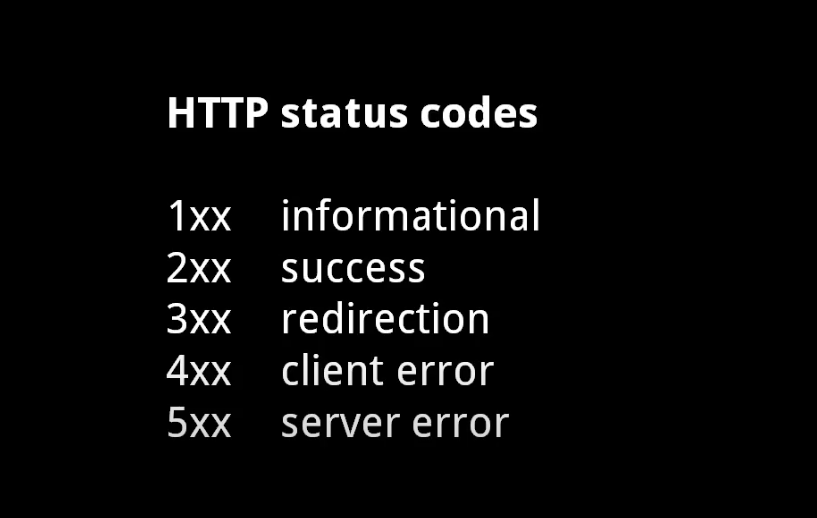 HTTP status codes
1xx informational
2xx success
3xx redirection
4xx client error
5xx server error